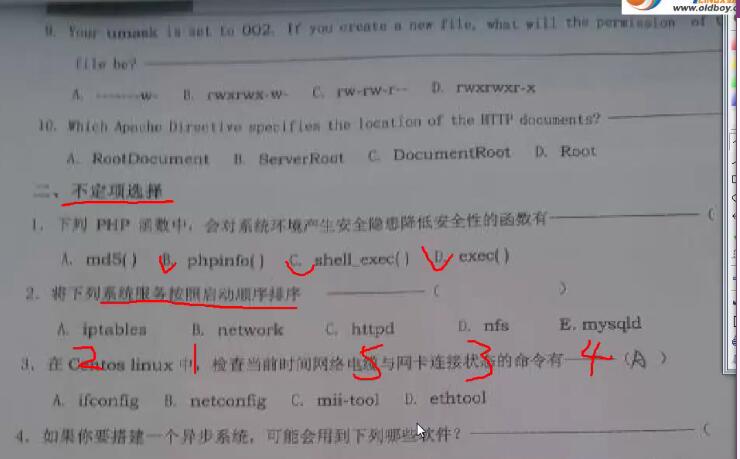 www.oldboy
9. Your umask is set to 002. If you create a new file, what will the permission of
file be?
A. -------w- B. rwxrwx-w- C. rw-rw-r-- D. rwxrwxr-x
10. Which Apache Directive specifies the location of the HTTP documents?
A. RootDocument B. ServerRoot C. DocumentRoot D. Root
二、不定项选择
1. 下列 PHP 函数中,会对系统环境产生安全隐患降低安全性的函数有 (
A. md5() B. phpinfo() C. shell_exec() D. exec()
2. 将下列系统服务按照启动顺序排序 ( )
A. iptables B. network C. httpd D. nfs E. mysqld
2 1 5 3 4
3. 在 Centos linux 中,检查当前时间网络电缆与网卡连接状态的命令有 (A )
A. ifconfig B. netconfig C. mii-tool D. ethtool
4. 如果你要搭建一个异步系统,可能会用到下列哪些软件? (